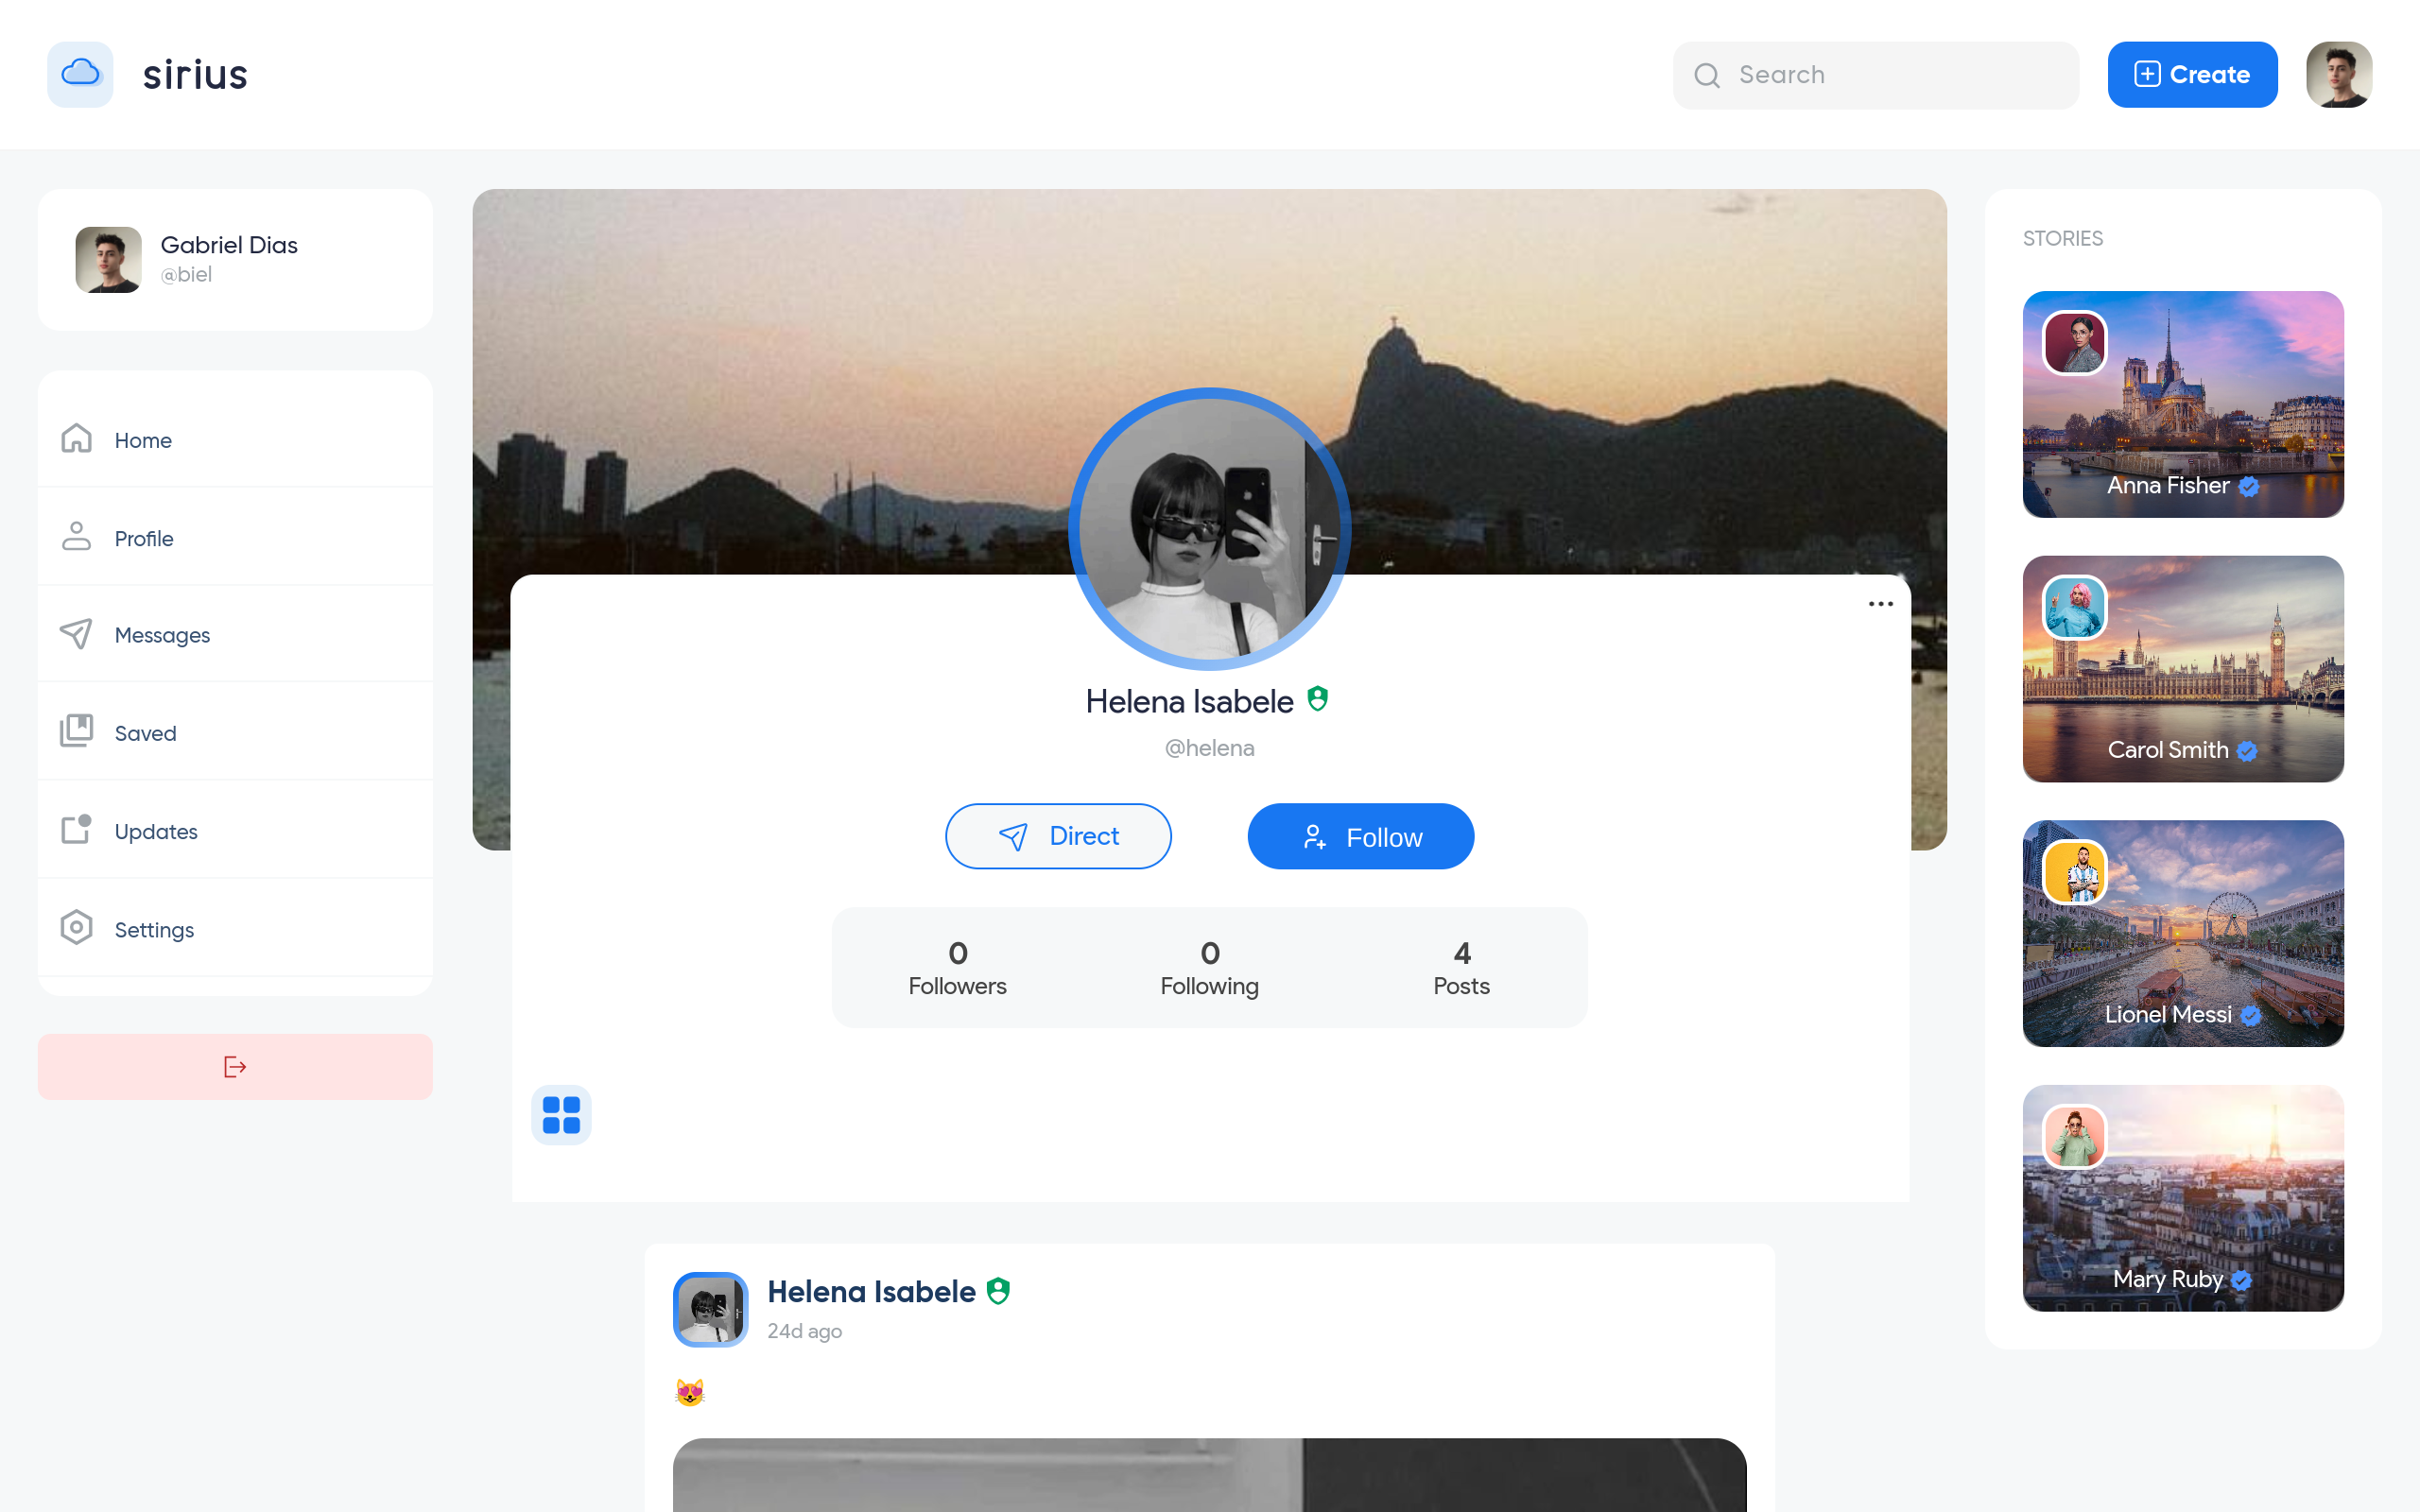 sirius
Search
Create
Gabriel Dias
@biel
Home
Profile
Messages
Saved
Updates
Settings
Helena Isabele
@helena
Direct
Follow
0
Followers
0
Following
4
Posts
Helena Isabele
24d ago
STORIES
Anna Fisher
Carol Smith
Lionel Messi
Mary Ruby